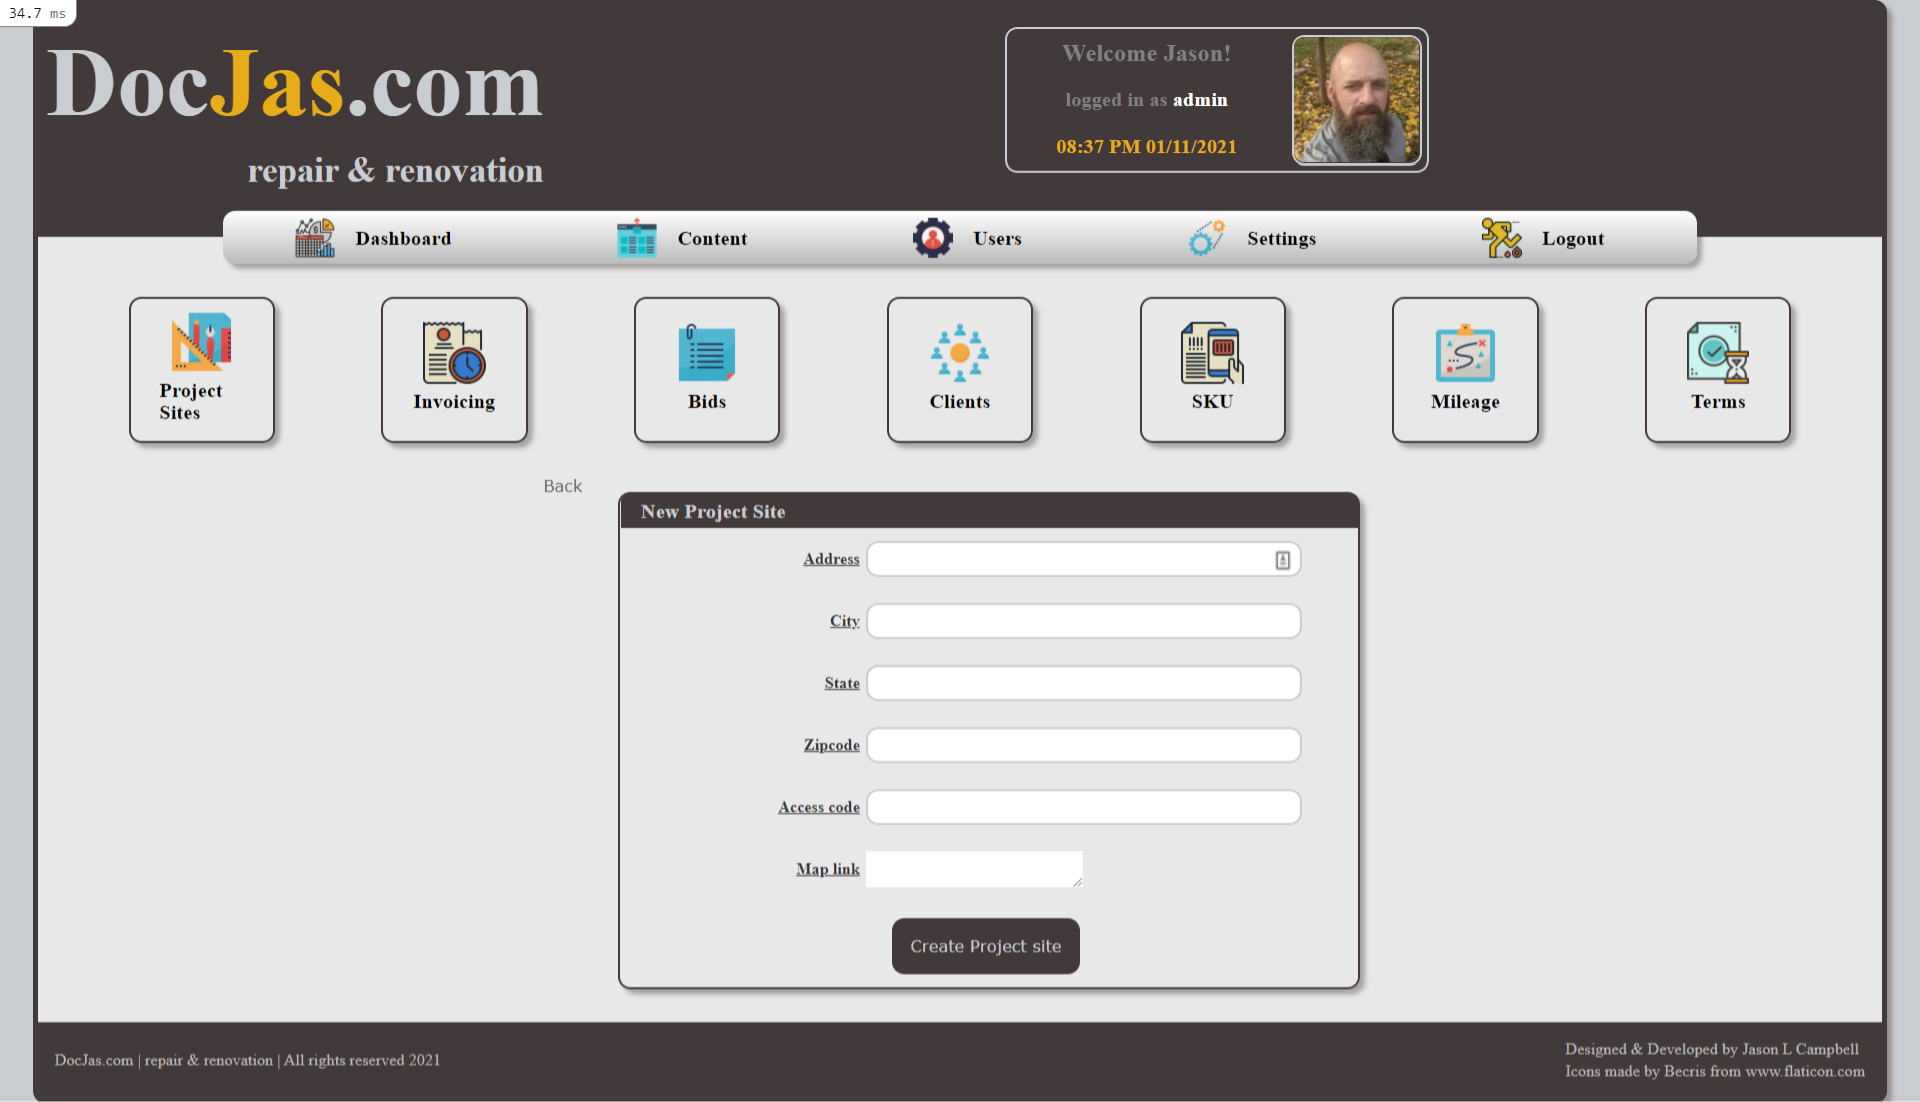 34.7 ms
DocJas.com
repair & renovation
Welcome Jason!
logged in as admin
08:37 PM 01/11/2021
Dashboard
Content
Users
Settings
Logout
Project
Sites
Invoicing
Bids
Clients
SKU
Mileage
Terms
Back
New Project Site
Address
City
State
Zipcode
Access code
Map link
Create Project site
DocJas.com | repair & renovation | All rights reserved 2021
Designed & Developed by Jason L Campbell
Icons made by Becris from www.flaticon.com